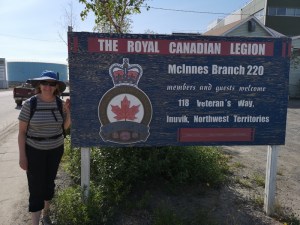 THE ROYAL CANADIAN LEGION
McInnes Branch 220
members and guests welcome
118 Veteran's Way,
Inuvik, Northwest Territories